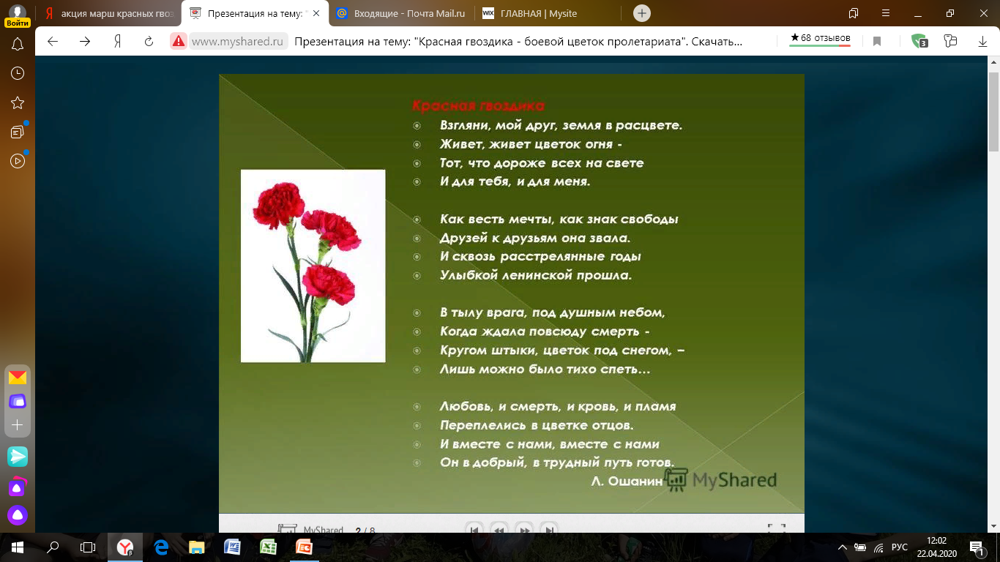 акция марш красных гвоз
Презентация на тему: "
Входящие - Почта Mail.ru
WIX ГЛАВНАЯ | Mysite
Войти
www.myshared.ru Презентация на тему: "Красная гвоздика - боевой цветок пролетариата". Скачать... ★68 отзывов 3
Красная гвоздика
Взгляни, мой друг, земля в расцвете.
Живет, живет цветок огня -
Тот, что дороже всех на свете
И для тебя, и для меня.
Как весть мечты, как знак свободы
Друзей к друзьям она звала.
И сквозь расстрелянные годы
Улыбкой ленинской прошла.
В тылу врага, под душным небом,
Когда ждала повсюду смерть -
Кругом штыки, цветок под снегом, –
Лишь можно было тихо спеть...
Любовь, и смерть, и кровь, и пламя
Переплелись в цветке отцов.
И вместе с нами, вместе с нами
Он в добрый, в трудный путь готов.
Л. Ошанин
MyShared
MyShared 2 / 8
РУС
12:02
22.04.2020
1